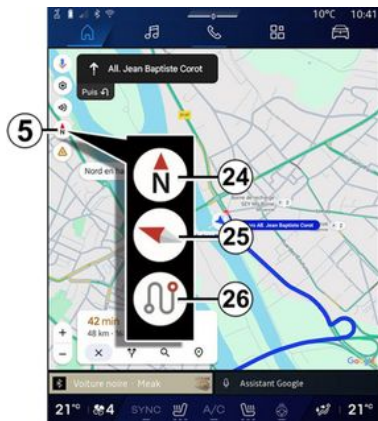 10°C 10:41
All. Jean Baptiste Corot
Puis
5
N
Nord en ha
N
24
25
All. Jean Baptiste Corot
26
42 min
48 km
+
−
Google
Voiture noire - Meak
Assistant Google
21°C
4
SYNC
A/C
21°C